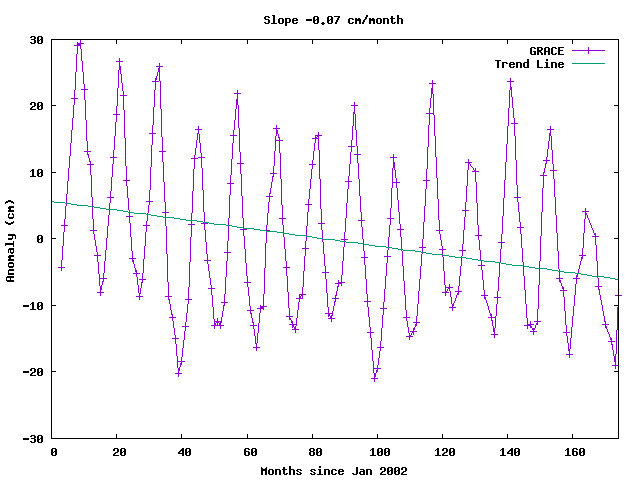 Slope -0.07 cm/month
GRACE
Trend Line
30
20
10
0
-10
-20
-30
Anomaly (cm)
0 20 40 60 80 100 120 140 160
Months since Jan 2002